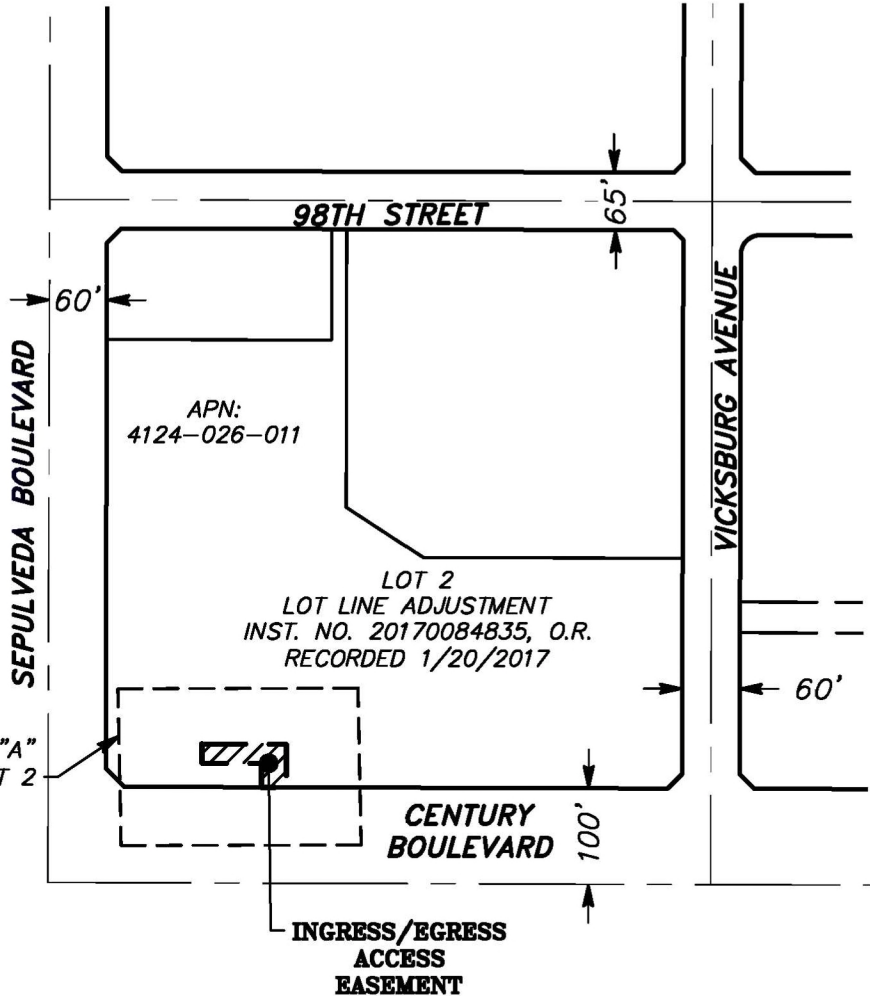 98TH STREET
65'
60'
SEPULVEDA BOULEVARD
VICKSBURG AVENUE
APN:
4124-026-011
LOT 2
LOT LINE ADJUSTMENT
INST. NO. 20170084835, O.R.
RECORDED 1/20/2017
60'
"A"
2
CENTURY
BOULEVARD
100'
INGRESS/EGRESS
ACCESS
EASEMENT